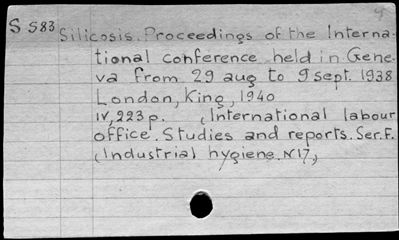 S 583
Silicosis. Proceedings of the Interna-
tional conference held in Gene-
va from 29 aug to 9 sept. 1938
London, King, 1940
IV, 223 p. (International labour
office. Studies and reports. Ser. F.
(Industrial hygiene. N17.)